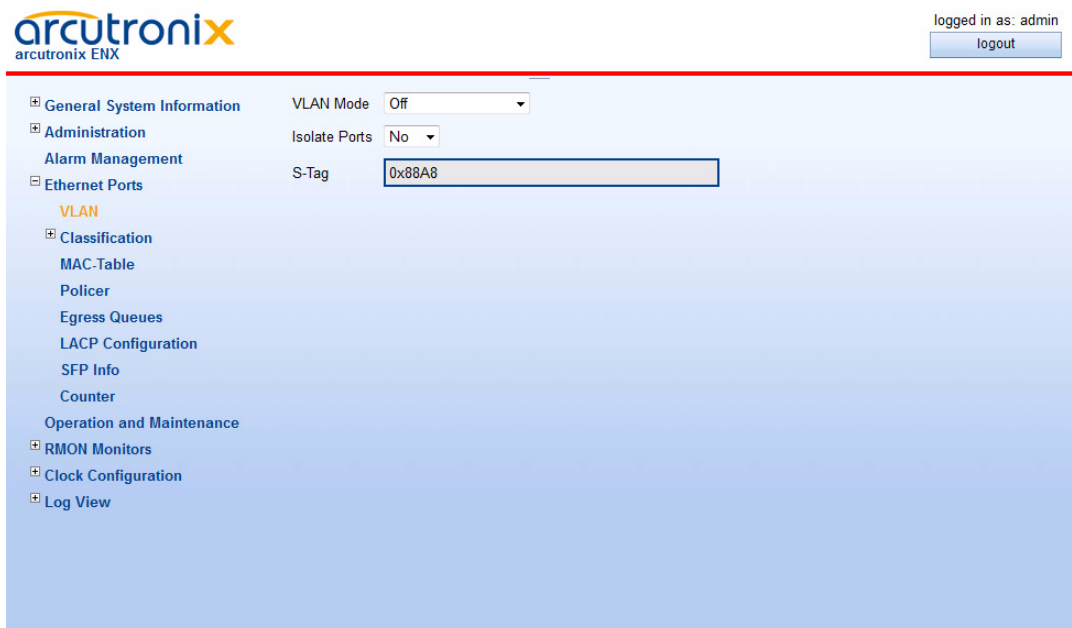 arcutronix
arcutronix ENX
logged in as: admin
logout
General System Information
Administration
Alarm Management
Ethernet Ports
VLAN
Classification
MAC-Table
Policer
Egress Queues
LACP Configuration
SFP Info
Counter
Operation and Maintenance
RMON Monitors
Clock Configuration
Log View
VLAN Mode Off
Isolate Ports No
S-Tag 0x88A8